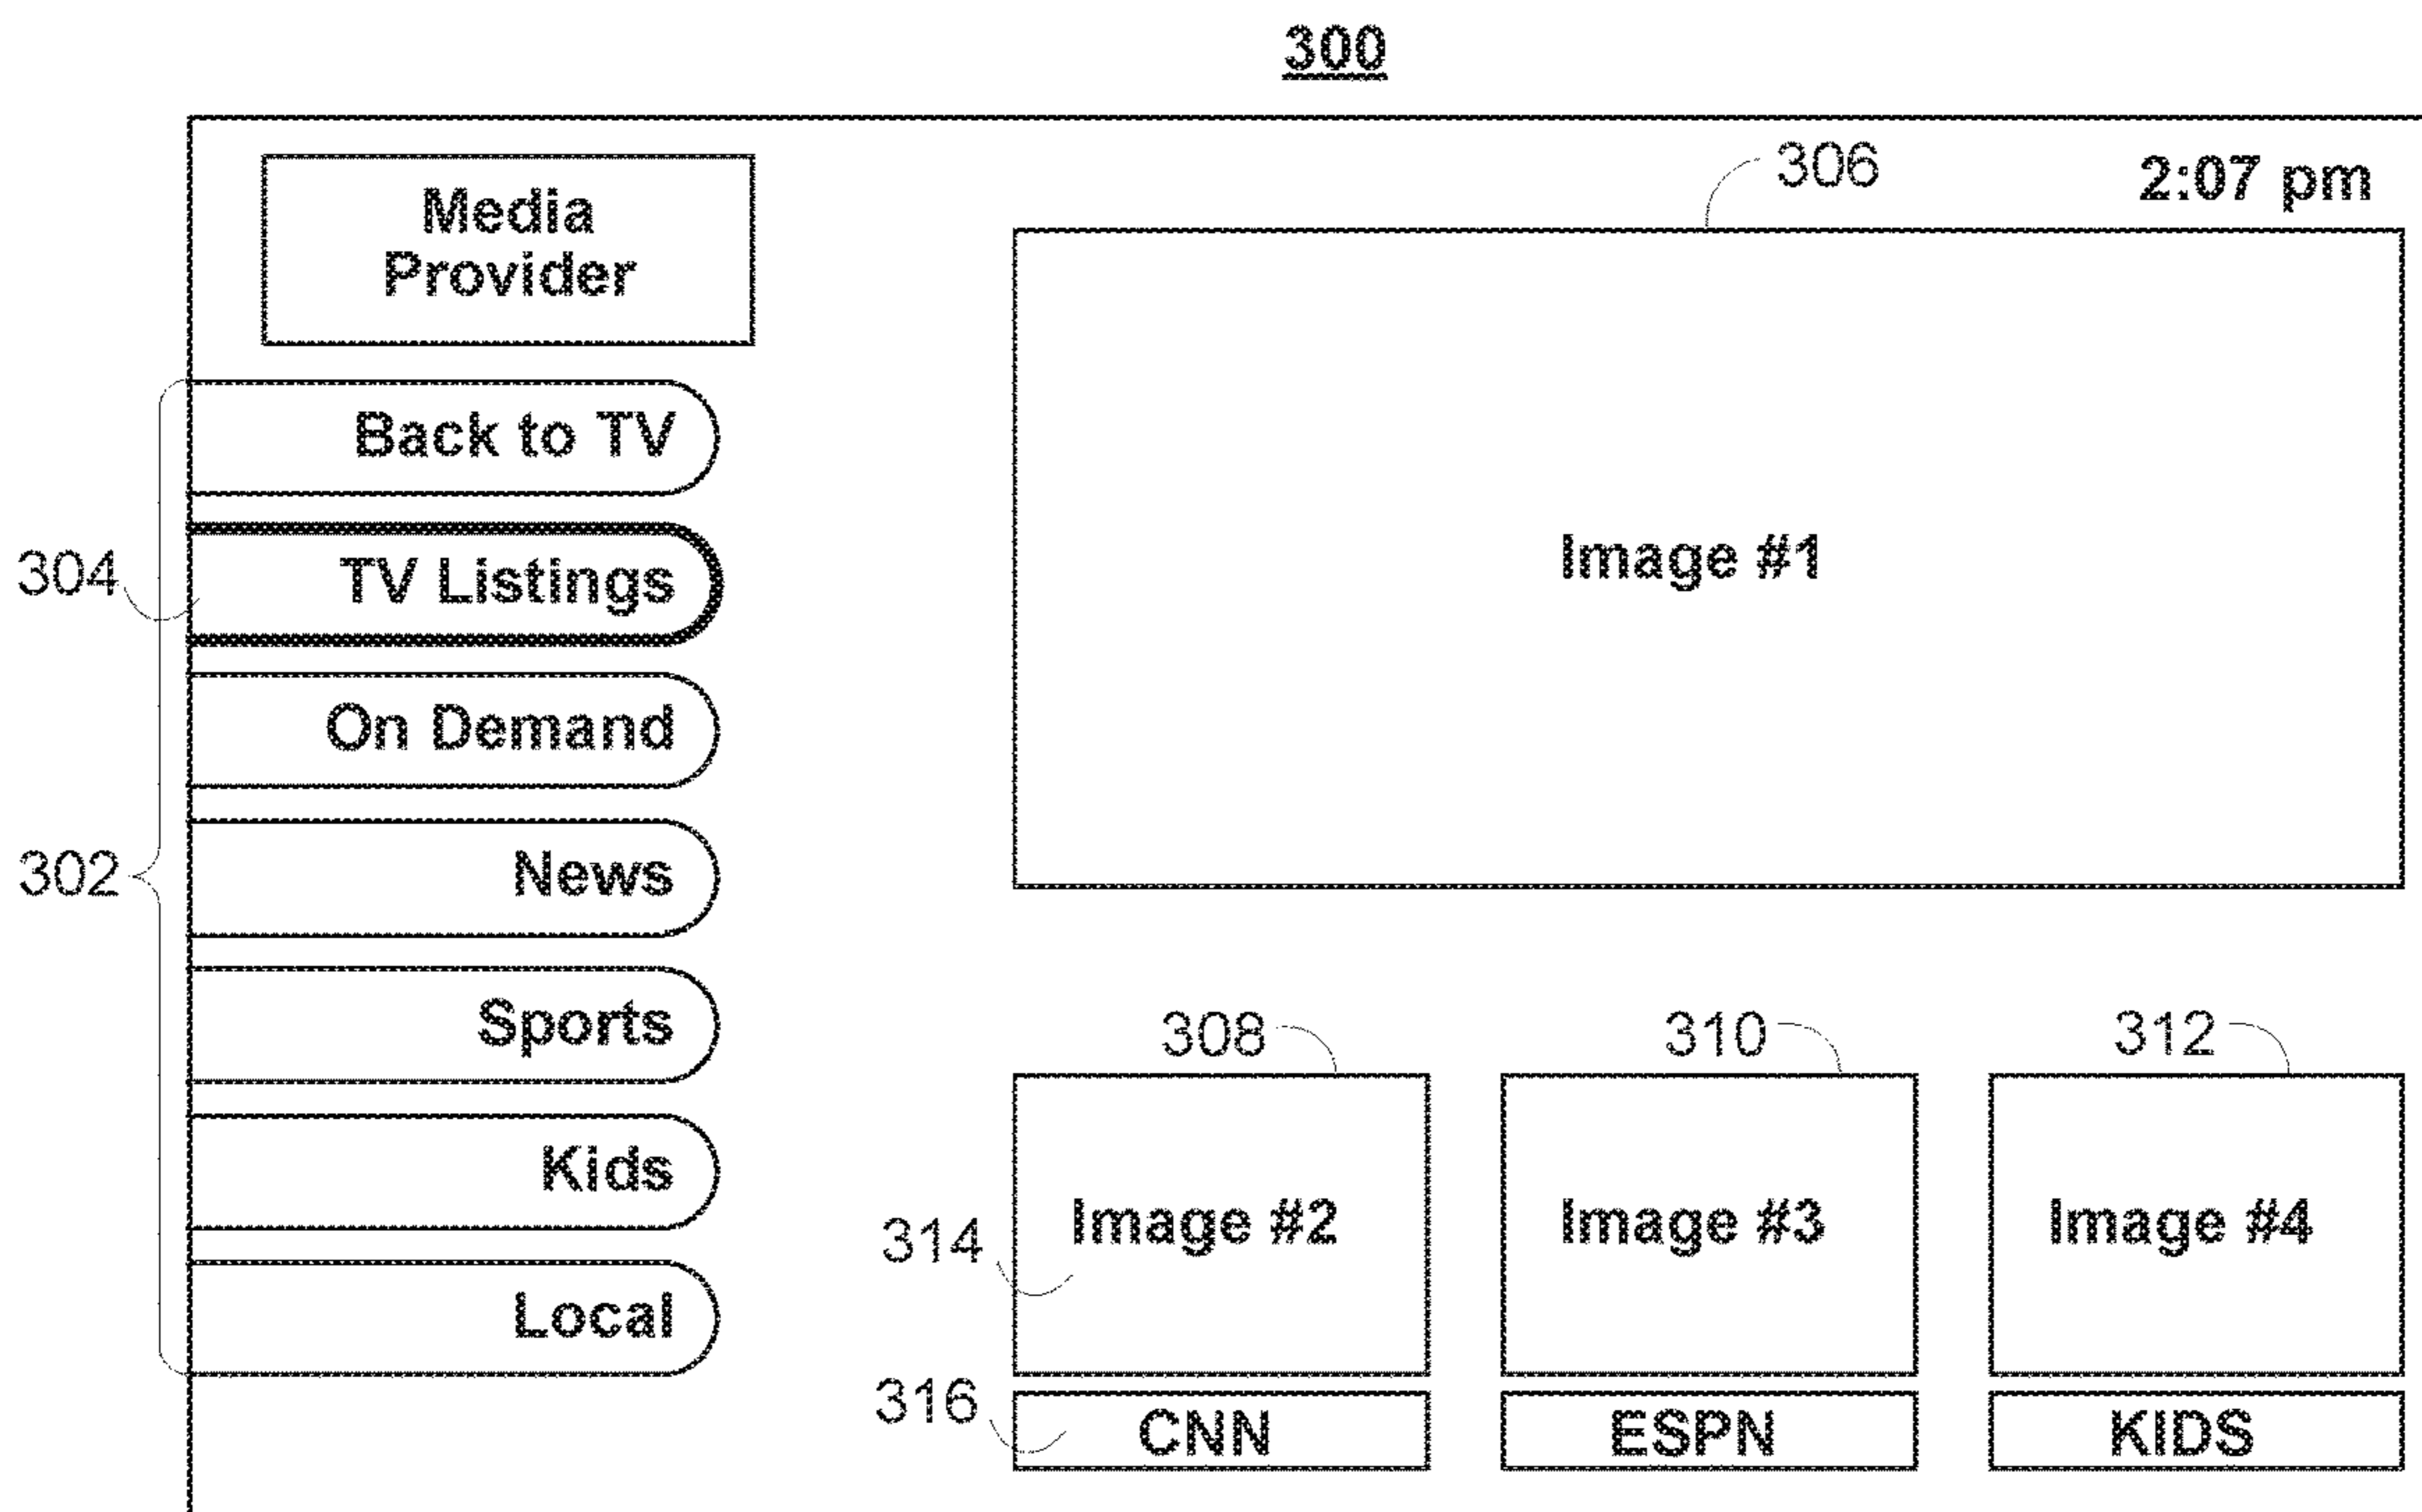 300
306
2:07 pm
Media
Provider
Back to TV
304
TV Listings
Image #1
On Demand
302
News
Sports
308
310
312
Kids
314
Image #2
Image #3
Image #4
Local
316
CNN
ESPN
KIDS